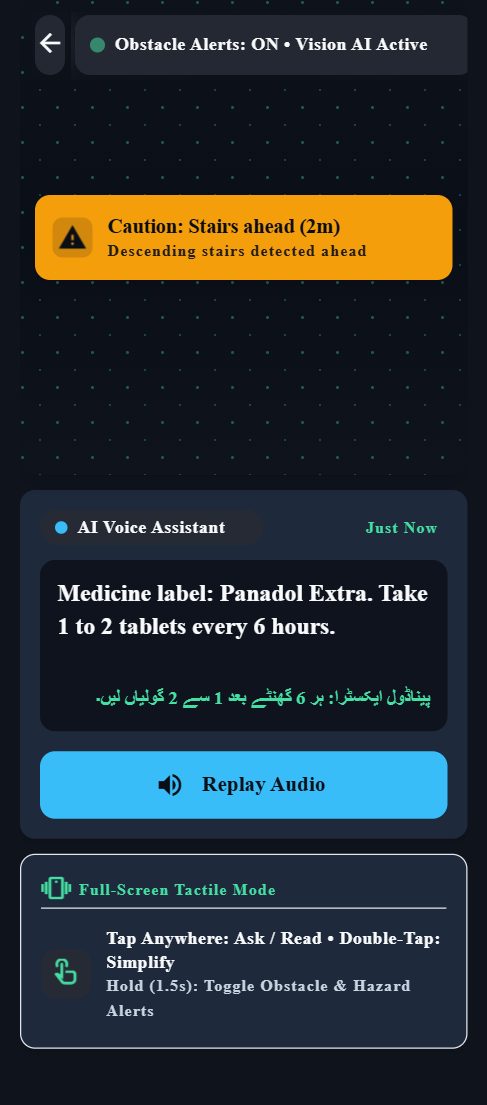 Obstacle Alerts: ON • Vision AI Active
Caution: Stairs ahead (2m)
Descending stairs detected ahead
AI Voice Assistant
Just Now
Medicine label: Panadol Extra. Take
1 to 2 tablets every 6 hours.
پیناڈول ایکسٹرا: ہر 6 گھنٹے بعد 1 سے 2 گولیاں لیں۔
Replay Audio
Full-Screen Tactile Mode
Tap Anywhere: Ask / Read • Double-Tap:
Simplify
Hold (1.5s): Toggle Obstacle & Hazard
Alerts